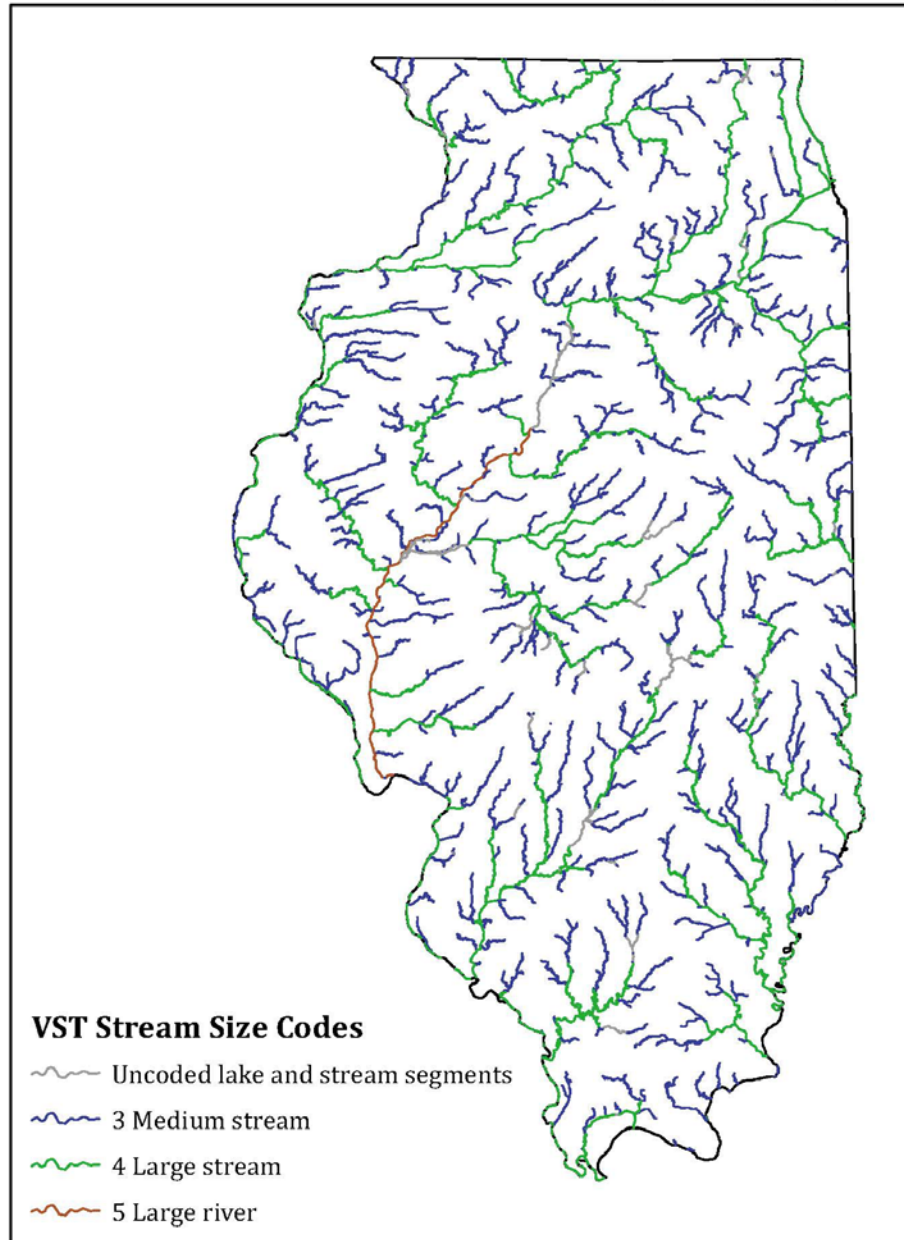 VST Stream Size Codes
Uncoded lake and stream segments
3 Medium stream
4 Large stream
5 Large river